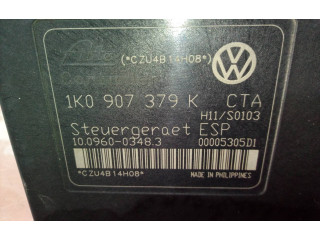 (*CZU4B14H08*)
1K0 907 379 K CTA
H11/S0103
Steuergeraet ESP
10.0960-0348.3 00005305D1
*CZU4B14H08*
MADE IN PHILIPPINES